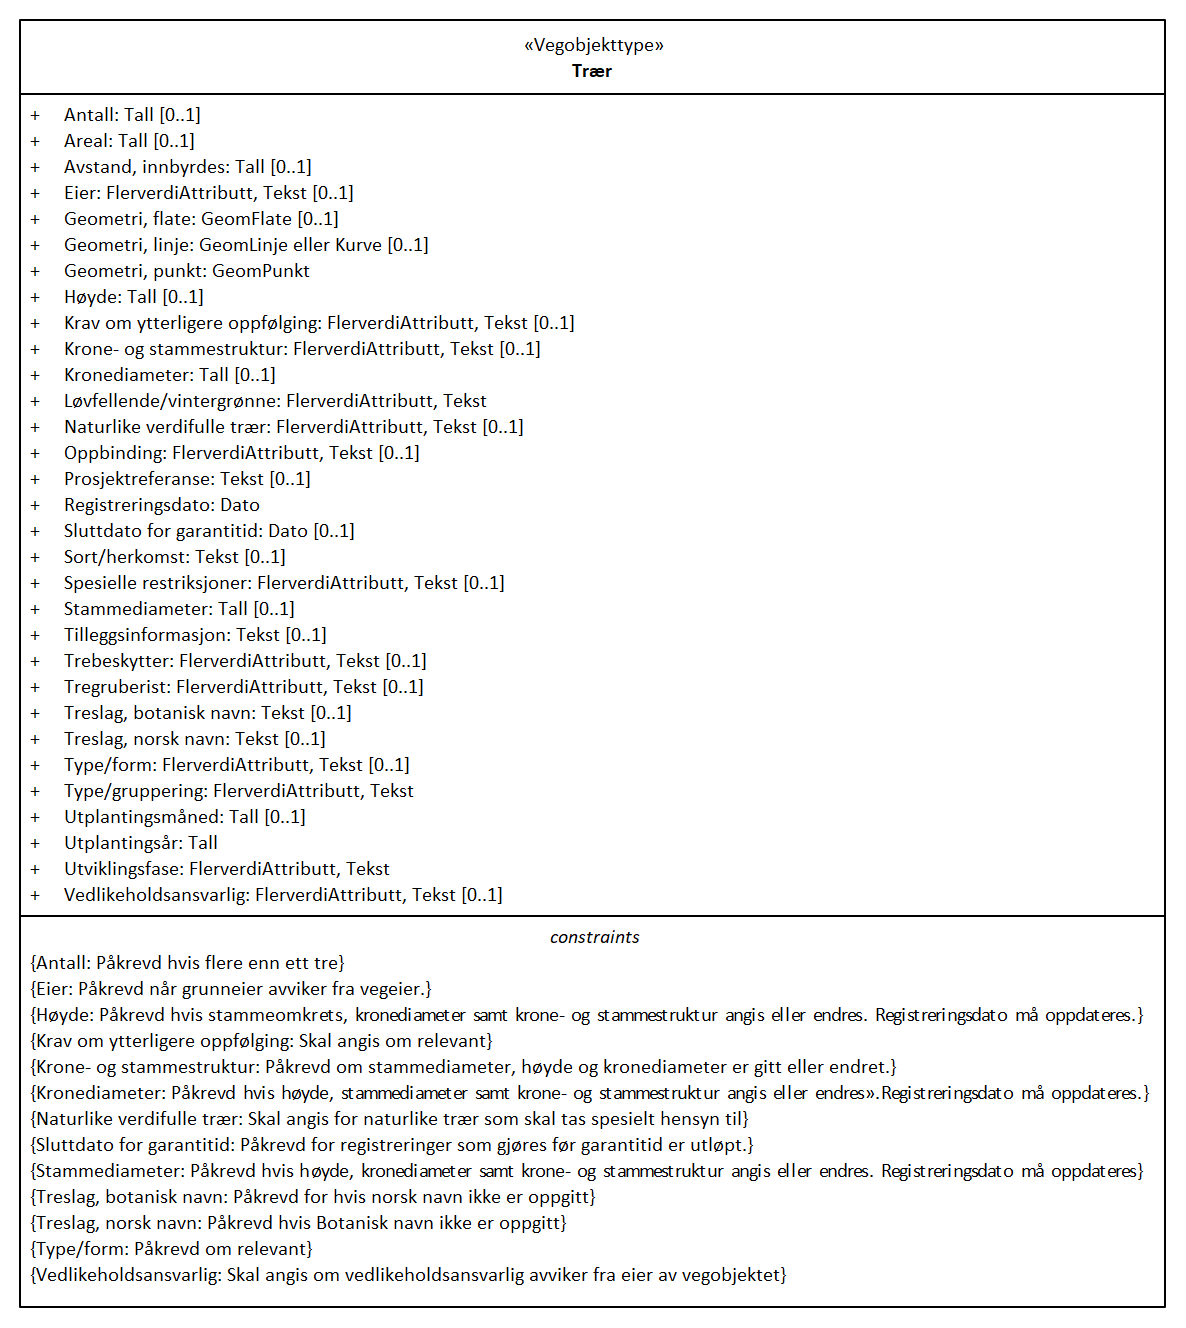 «Vegobjekttype»
Trær
+ Antall: Tall [0..1]
+ Areal: Tall [0..1]
+ Avstand, innbyrdes: Tall [0..1]
+ Eier: FlerverdiAttributt, Tekst [0..1]
+ Geometri, flate: GeomFlate [0..1]
+ Geometri, linje: GeomLinje eller Kurve [0..1]
+ Geometri, punkt: GeomPunkt
+ Høyde: Tall [0..1]
+ Krav om ytterligere oppfølging: FlerverdiAttributt, Tekst [0..1]
+ Krone- og stammestruktur: FlerverdiAttributt, Tekst [0..1]
+ Kronediameter: Tall [0..1]
+ Løvfellende/vintergrønne: FlerverdiAttributt, Tekst
+ Naturlike verdifulle trær: FlerverdiAttributt, Tekst [0..1]
+ Oppbinding: FlerverdiAttributt, Tekst [0..1]
+ Prosjektreferanse: Tekst [0..1]
+ Registreringsdato: Dato
+ Sluttdato for garantitid: Dato [0..1]
+ Sort/herkomst: Tekst [0..1]
+ Spesielle restriksjoner: FlerverdiAttributt, Tekst [0..1]
+ Stammediameter: Tall [0..1]
+ Tilleggsinformasjon: Tekst [0..1]
+ Trebeskytter: FlerverdiAttributt, Tekst [0..1]
+ Tregruberist: FlerverdiAttributt, Tekst [0..1]
+ Treslag, botanisk navn: Tekst [0..1]
+ Treslag, norsk navn: Tekst [0..1]
+ Type/form: FlerverdiAttributt, Tekst [0..1]
+ Type/gruppering: FlerverdiAttributt, Tekst
+ Utplantingsmåned: Tall [0..1]
+ Utplantingsår: Tall
+ Utviklingsfase: FlerverdiAttributt, Tekst
+ Vedlikeholdsansvarlig: FlerverdiAttributt, Tekst [0..1]
constraints
{Antall: Påkrevd hvis flere enn ett tre}
{Eier: Påkrevd når grunneier avviker fra vegeier.}
{Høyde: Påkrevd hvis stammeomkrets, kronediameter samt krone- og stammestruktur angis eller endres. Registreringsdato må oppdateres.}
{Krav om ytterligere oppfølging: Skal angis om relevant}
{Krone- og stammestruktur: Påkrevd om stammediameter, høyde og kronediameter er gitt eller endret.}
{Kronediameter: Påkrevd hvis høyde, stammediameter samt krone- og stammestruktur angis eller endres».Registreringsdato må oppdateres.}
{Naturlike verdifulle trær: Skal angis for naturlike trær som skal tas spesielt hensyn til}
{Sluttdato for garantitid: Påkrevd for registreringer som gjøres før garantitid er utløpt.}
{Stammediameter: Påkrevd hvis høyde, kronediameter samt krone- og stammestruktur angis eller endres. Registreringsdato må oppdateres}
{Treslag, botanisk navn: Påkrevd for hvis norsk navn ikke er oppgitt}
{Treslag, norsk navn: Påkrevd hvis Botanisk navn ikke er oppgitt}
{Type/form: Påkrevd om relevant}
{Vedlikeholdsansvarlig: Skal angis om vedlikeholdsansvarlig avviker fra eier av vegobjektet}